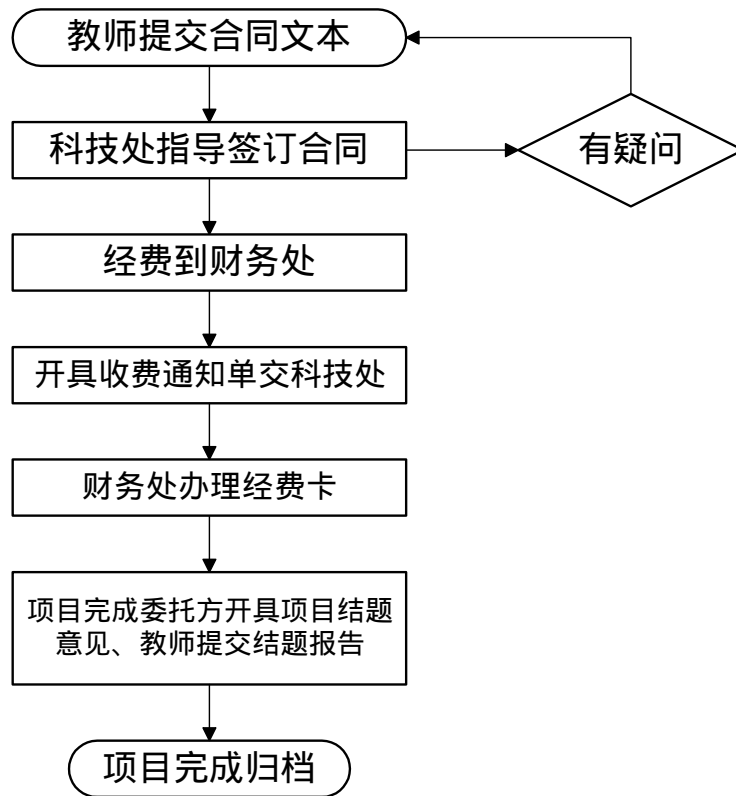 教师提交合同文本
科技处指导签订合同
有疑问
经费到财务处
开具收费通知单交科技处
财务处办理经费卡
项目完成委托方开具项目结题
意见、教师提交结题报告
项目完成归档